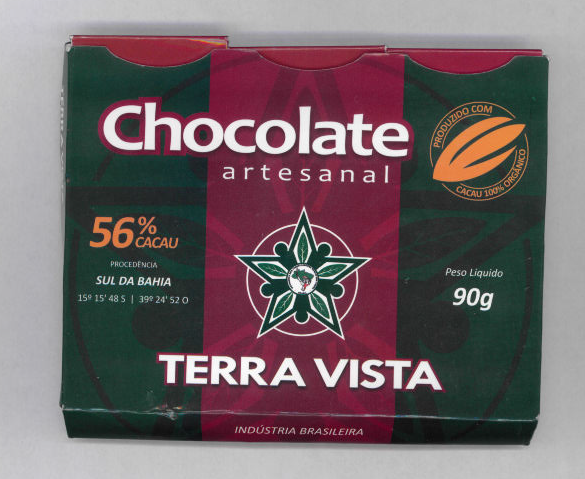 Chocolate
artesanal
PRODUZIDO COM
CACAU 100% ORGÂNICO
56%
CACAU
PROCEDÊNCIA
SUL DA BAHIA
15º 15' 48 S | 39º 24' 52 O
Peso Líquido
90g
TERRA VISTA
INDÚSTRIA BRASILEIRA